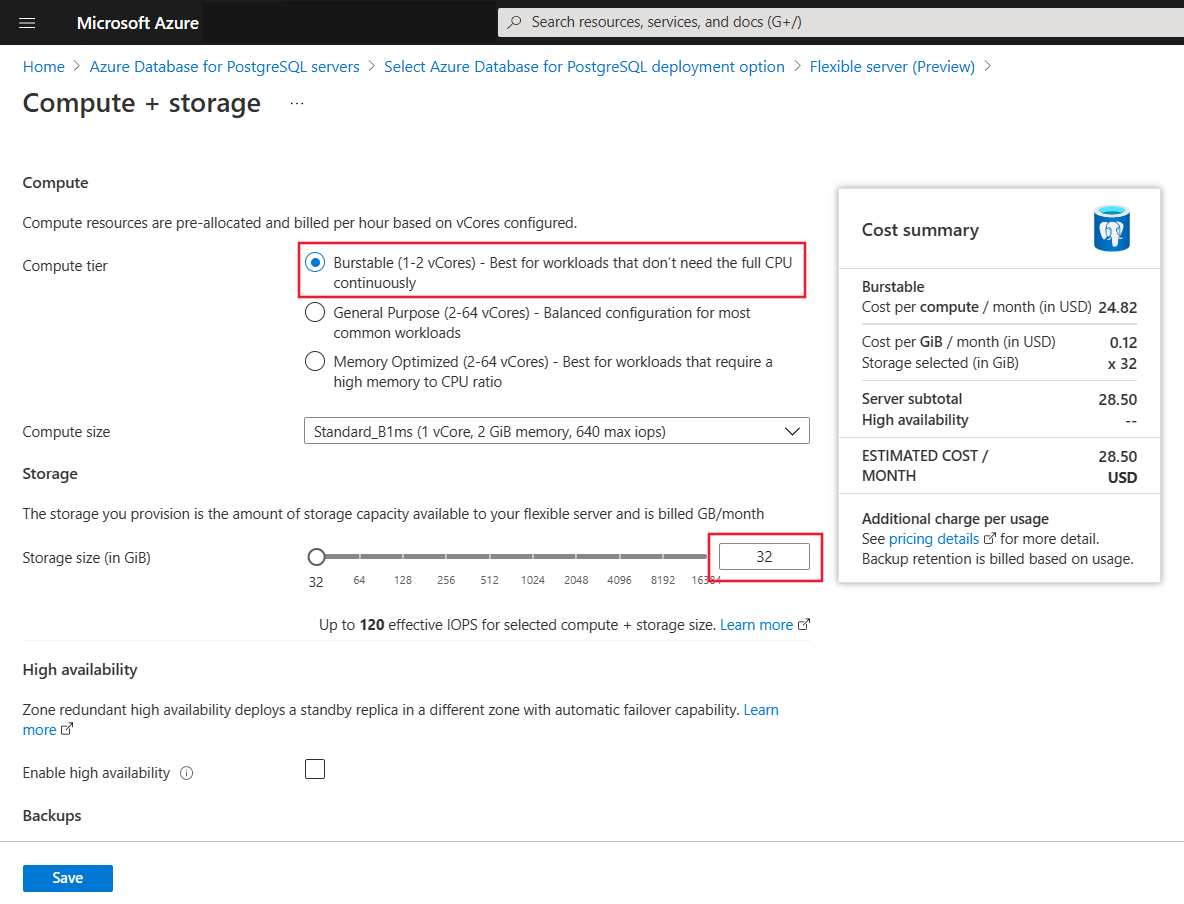 Microsoft Azure
Search resources, services, and docs (G+/)
Home > Azure Database for PostgreSQL servers > Select Azure Database for PostgreSQL deployment option > Flexible server (Preview) >
Compute + storage ...
Compute
Compute resources are pre-allocated and billed per hour based on vCores configured.
Compute tier
Burstable (1-2 vCores) - Best for workloads that don't need the full CPU
continuously
General Purpose (2-64 vCores) - Balanced configuration for most
common workloads
Memory Optimized (2-64 vCores) - Best for workloads that require a
high memory to CPU ratio
Compute size
Standard_B1ms (1 vCore, 2 GiB memory, 640 max iops)
Storage
The storage you provision is the amount of storage capacity available to your flexible server and is billed GB/month
Storage size (in GiB)
32
32 64 128 256 512 1024 2048 4096 8192 16384
Up to 120 effective IOPS for selected compute + storage size. Learn more
High availability
Zone redundant high availability deploys a standby replica in a different zone with automatic failover capability. Learn
more
Enable high availability
Backups
Save
Cost summary
Burstable
Cost per compute / month (in USD) 24.82
Cost per GiB / month (in USD) 0.12
Storage selected (in GiB) x 32
Server subtotal 28.50
High availability --
ESTIMATED COST / 28.50
MONTH USD
Additional charge per usage
See pricing details for more detail.
Backup retention is billed based on usage.